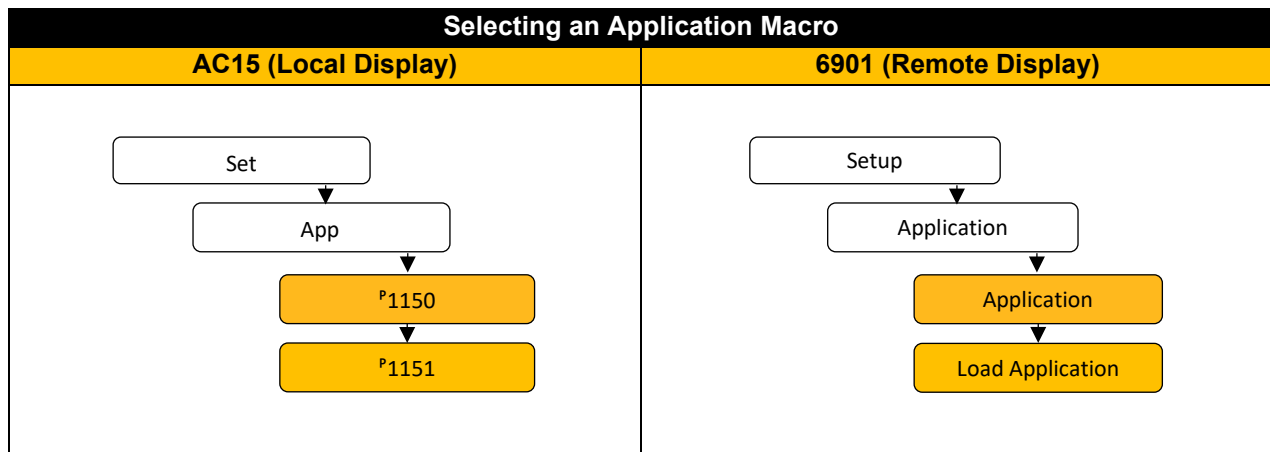 Selecting an Application Macro
AC15 (Local Display)
6901 (Remote Display)
Set
App
ᴾ1150
ᴾ1151
Setup
Application
Application
Load Application